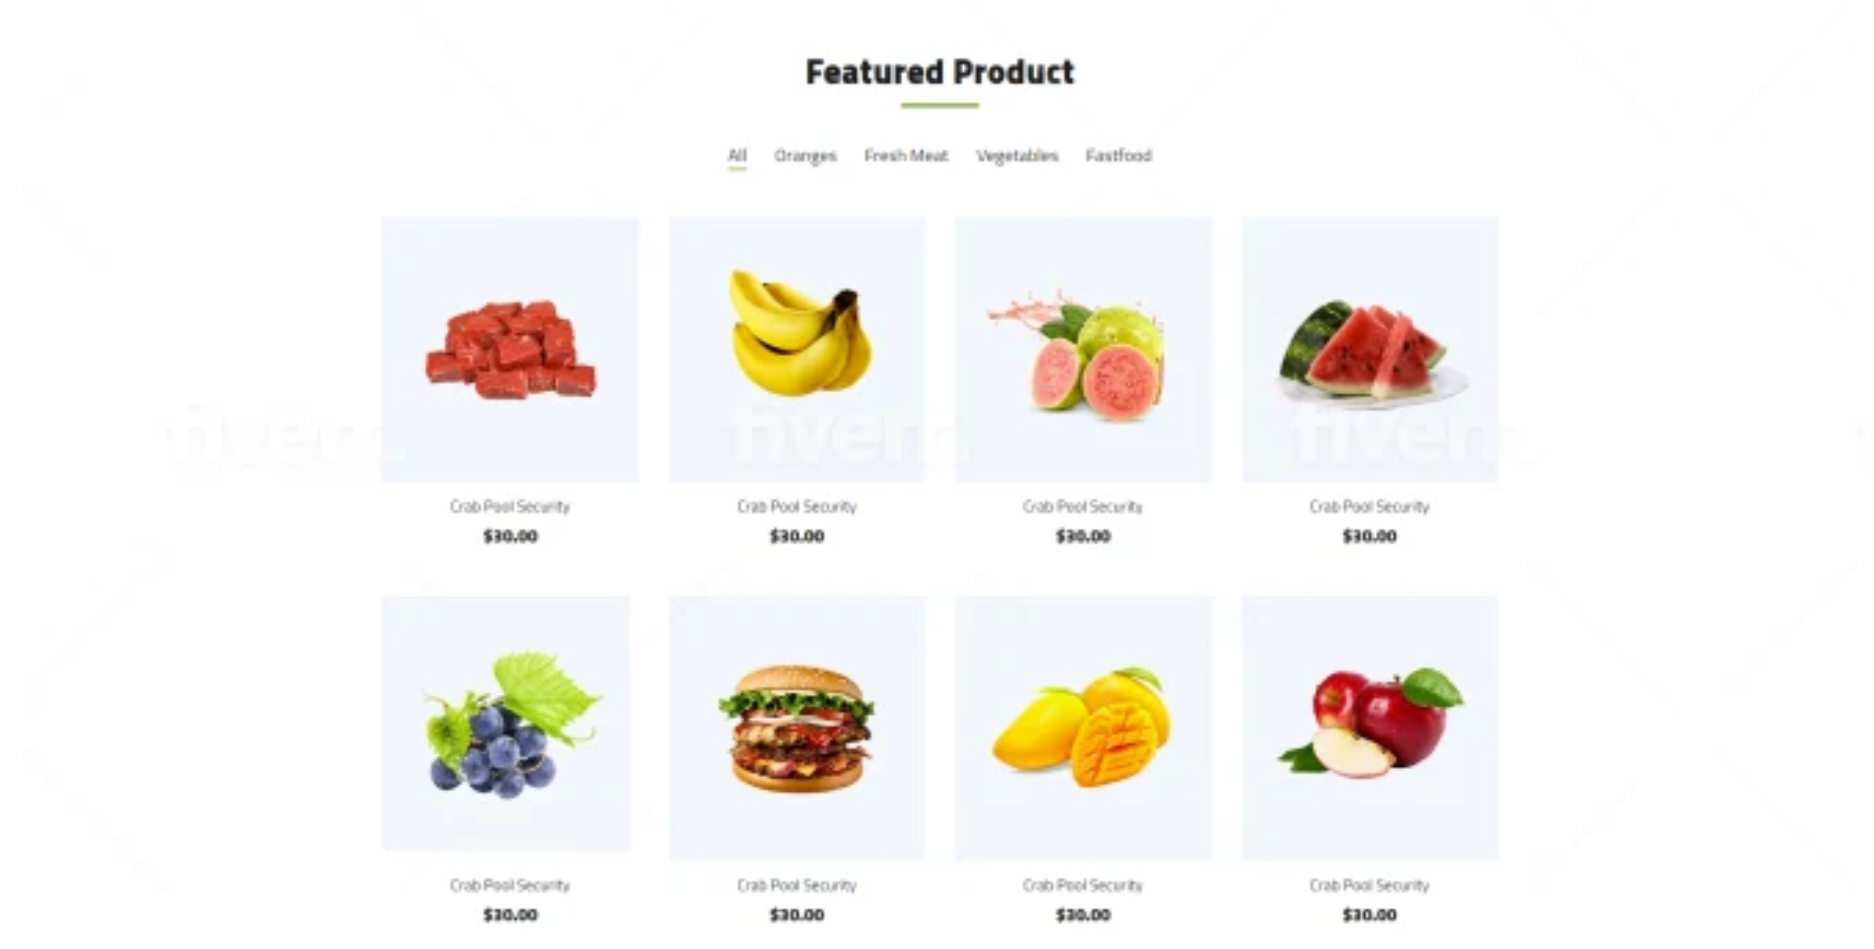 Featured Product
All Oranges Fresh Meat Vegetables Fastfood
fiverr. fiverr. fiverr.
Crab Pool Security Crab Pool Security Crab Pool Security Crab Pool Security
$30.00 $30.00 $30.00 $30.00
Crab Pool Security Crab Pool Security Crab Pool Security Crab Pool Security
$30.00 $30.00 $30.00 $30.00